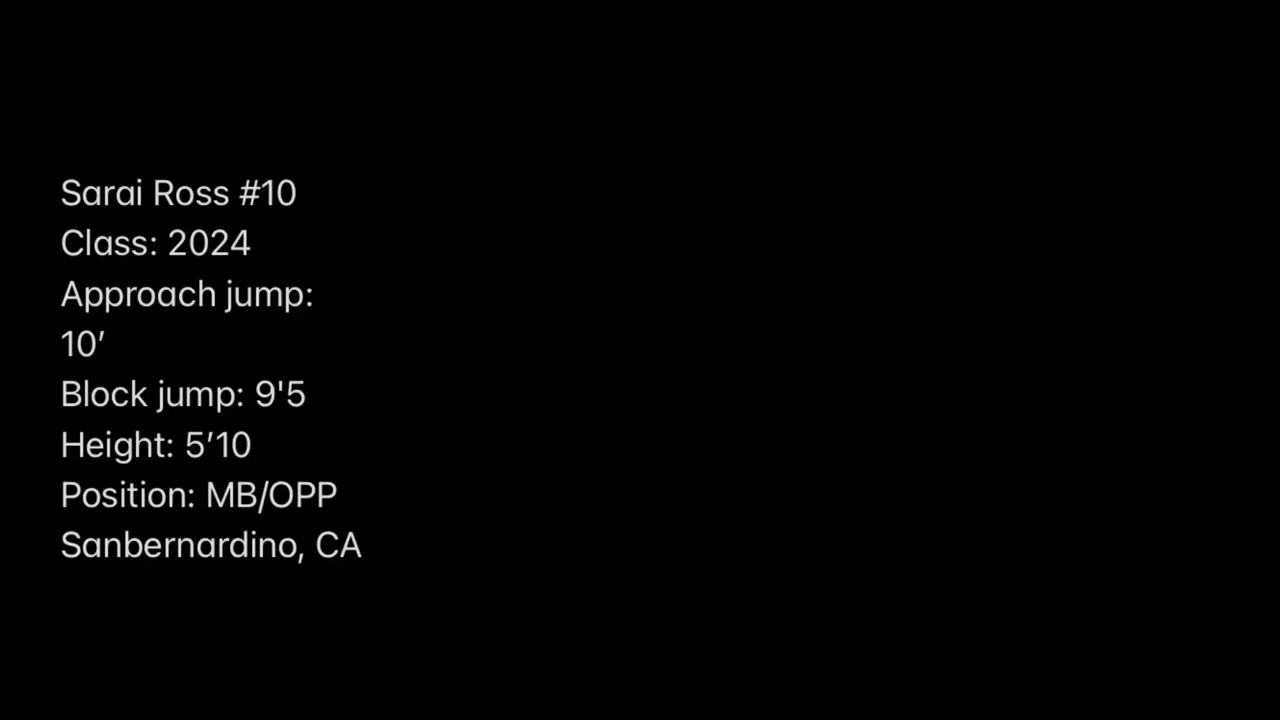 Sarai Ross #10
Class: 2024
Approach jump:
10′
Block jump: 9'5
Height: 5′10
Position: MB/OPP
Sanbernardino, CA